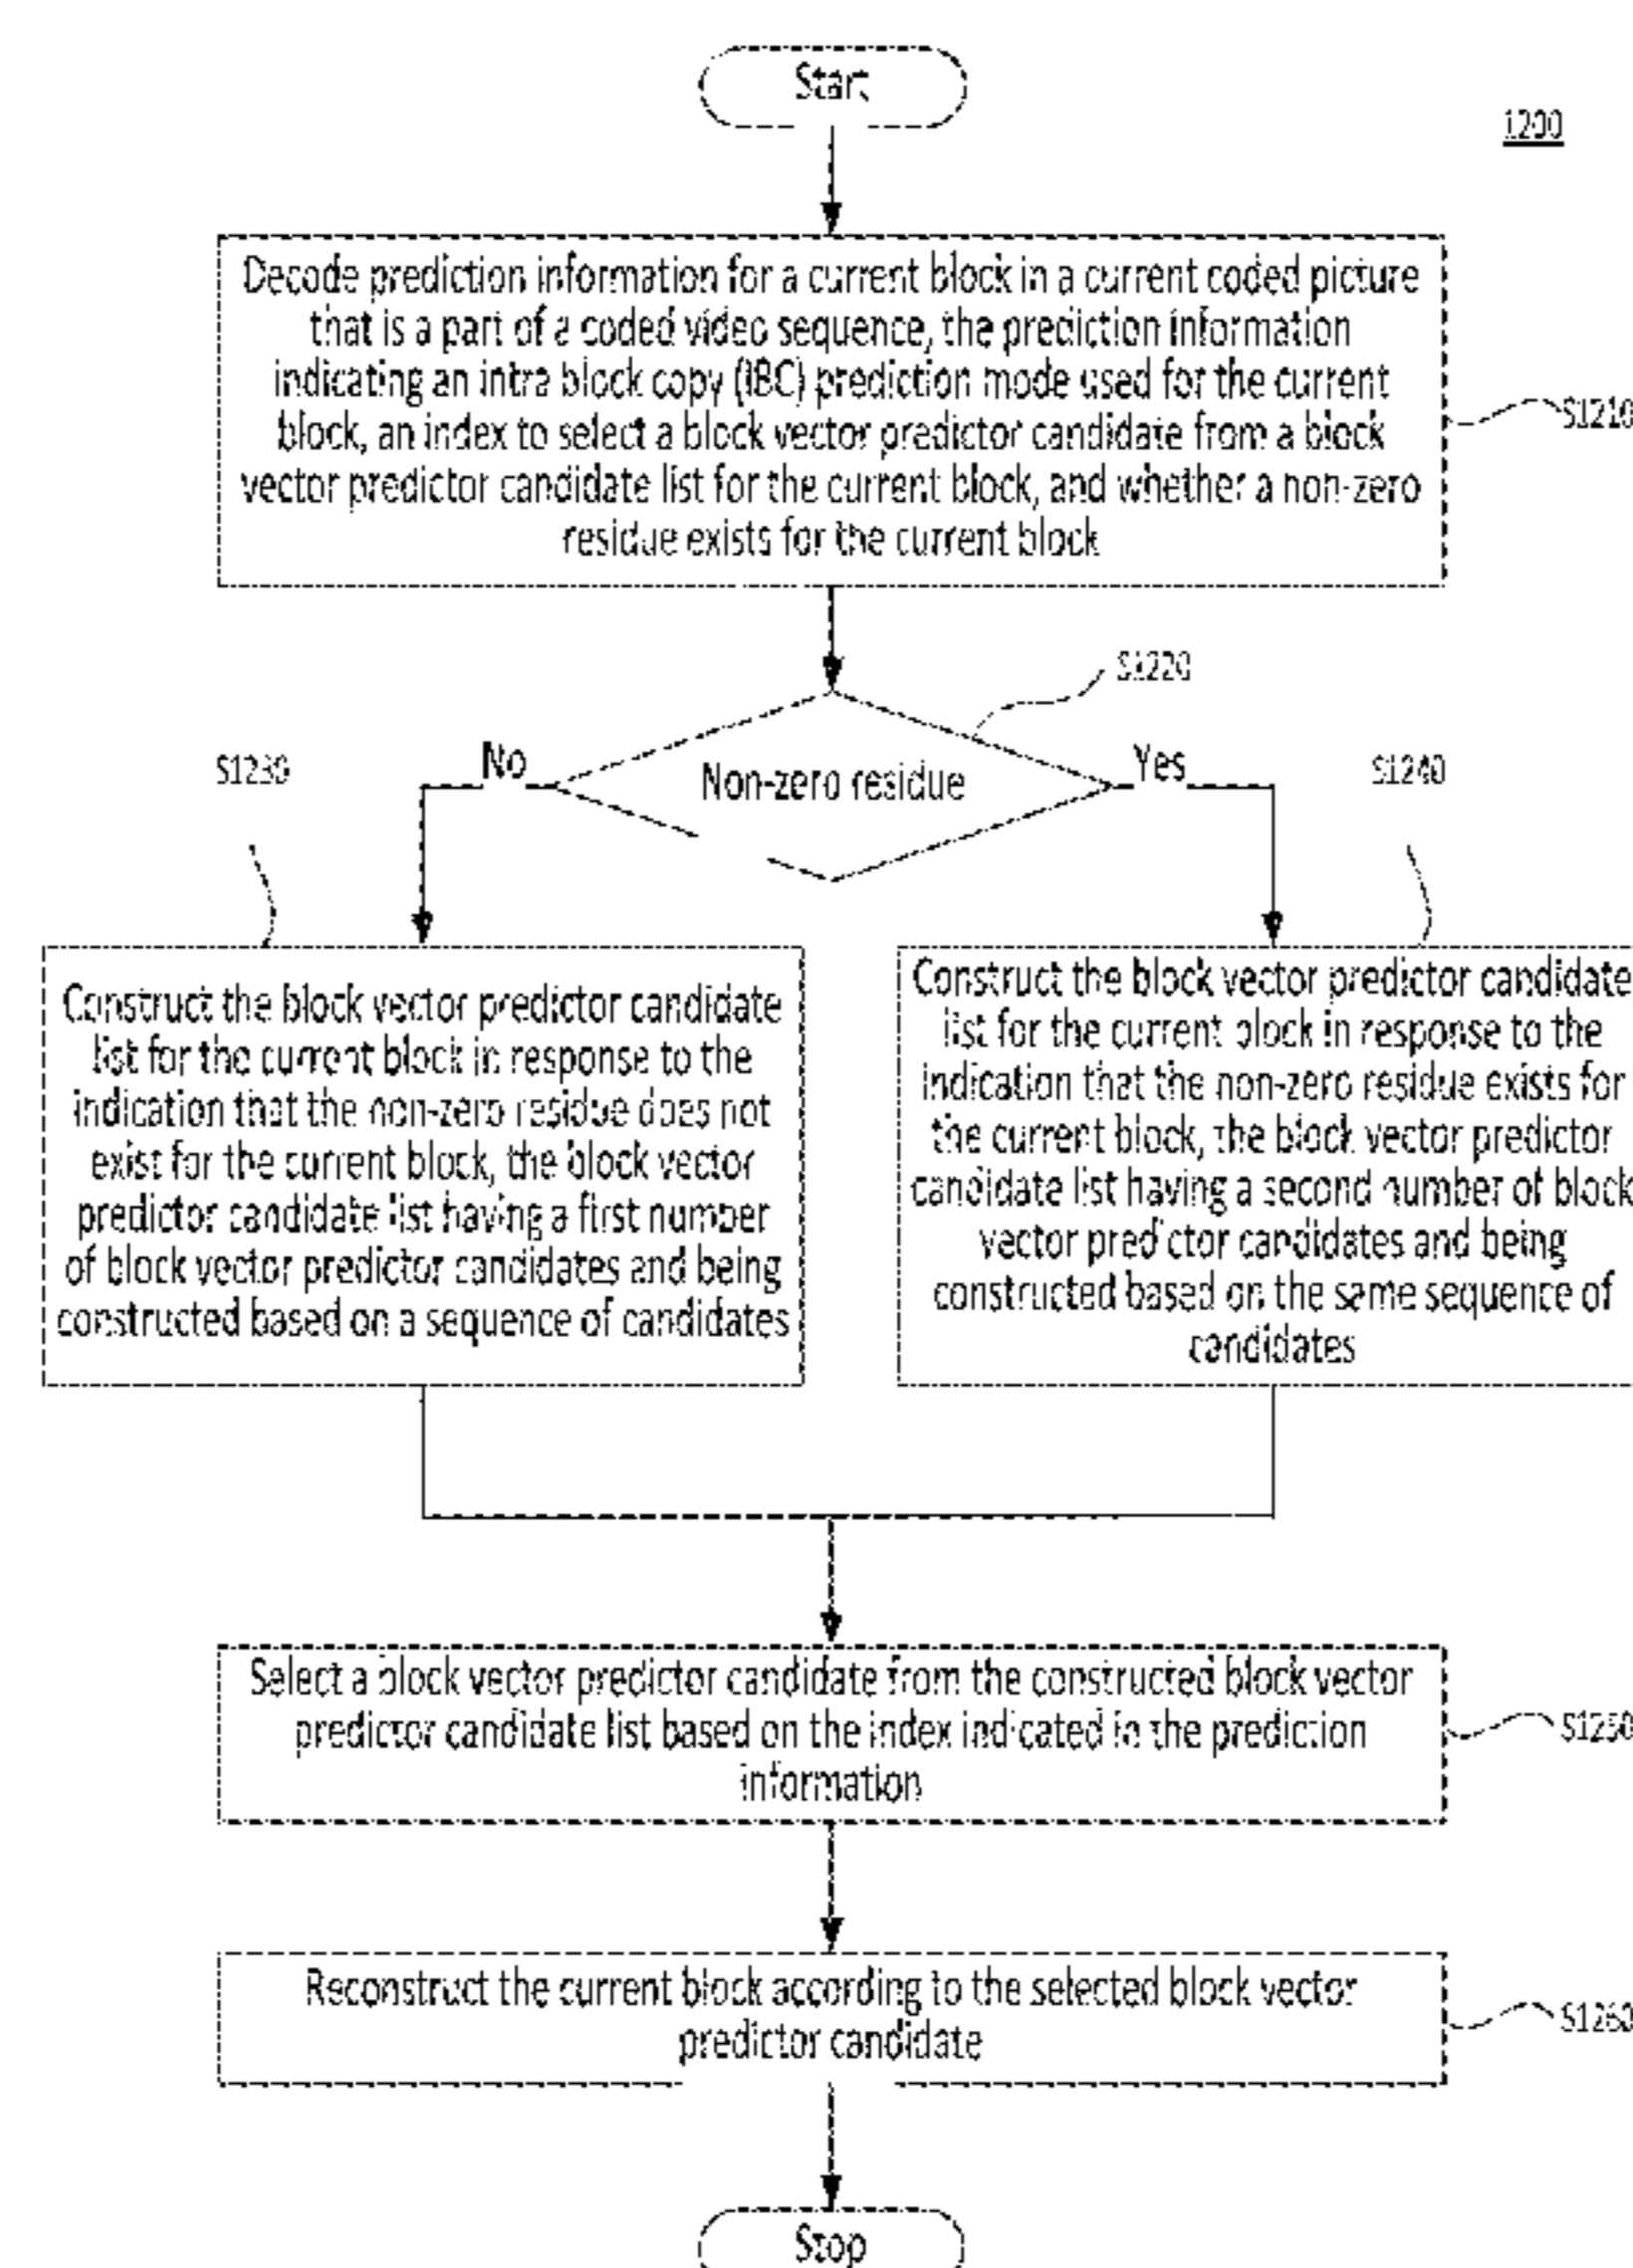 Start
1200
Decode prediction information for a current block in a current coded picture
that is a part of a coded video sequence, the prediction information
indicating an intra block copy (IBC) prediction mode used for the current
block, an index to select a block vector predictor candidate from a block
vector predictor candidate list for the current block, and whether a non-zero
residue exists for the current block
S1210
S1220
No
Non-zero residue
Yes
S1230
S1240
Construct the block vector predictor candidate
list for the current block in response to the
indication that the non-zero residue does not
exist for the current block, the block vector
predictor candidate list having a first number
of block vector predictor candidates and being
constructed based on a sequence of candidates
Construct the block vector predictor candidate
list for the current block in response to the
indication that the non-zero residue exists for
the current block, the block vector predictor
candidate list having a second number of block
vector predictor candidates and being
constructed based on the same sequence of
candidates
Select a block vector predictor candidate from the constructed block vector
predictor candidate list based on the index indicated in the prediction
information
S1250
Reconstruct the current block according to the selected block vector
predictor candidate
S1260
Stop